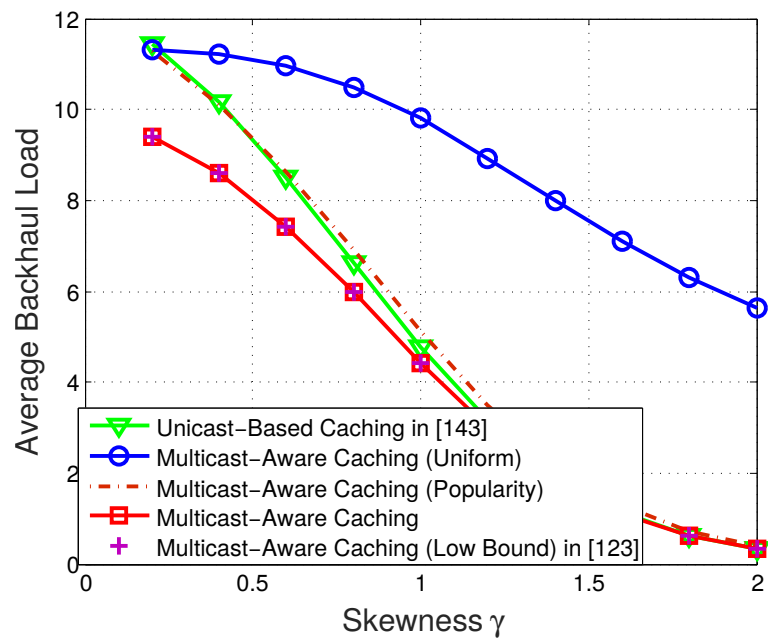 12
10
8
6
4
2
0
Average Backhaul Load
Unicast−Based Caching in [143]
Multicast−Aware Caching (Uniform)
Multicast−Aware Caching (Popularity)
Multicast−Aware Caching
Multicast−Aware Caching (Low Bound) in [123]
0
0.5
1
1.5
2
Skewness γ